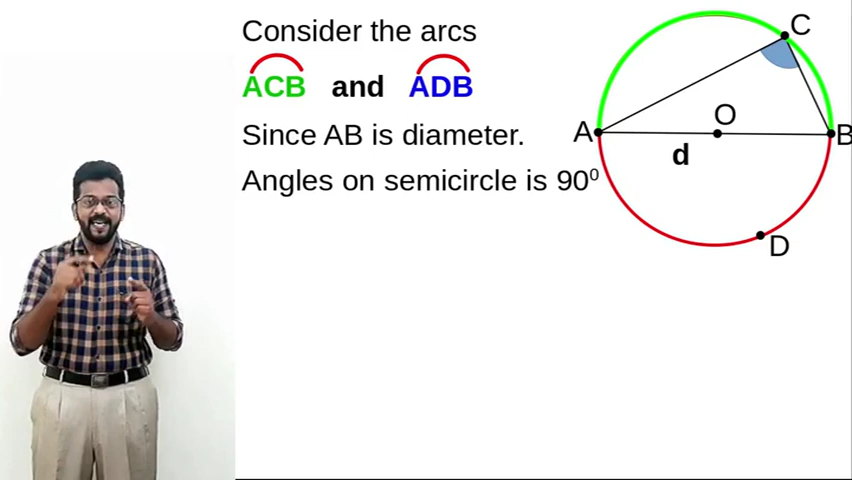 Consider the arcs
ACB and ADB
Since AB is diameter.
Angles on semicircle is 90⁰
C
A
O
B
d
D